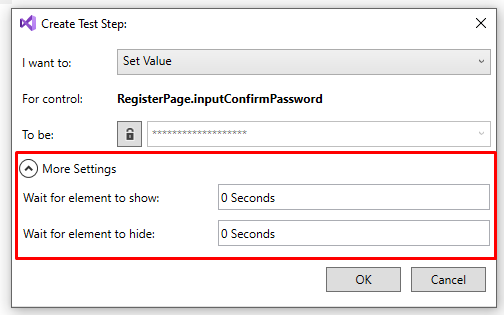 Create Test Step:
I want to: Set Value
For control: RegisterPage.inputConfirmPassword
To be: *******************
More Settings
Wait for element to show: 0 Seconds
Wait for element to hide: 0 Seconds
OK Cancel